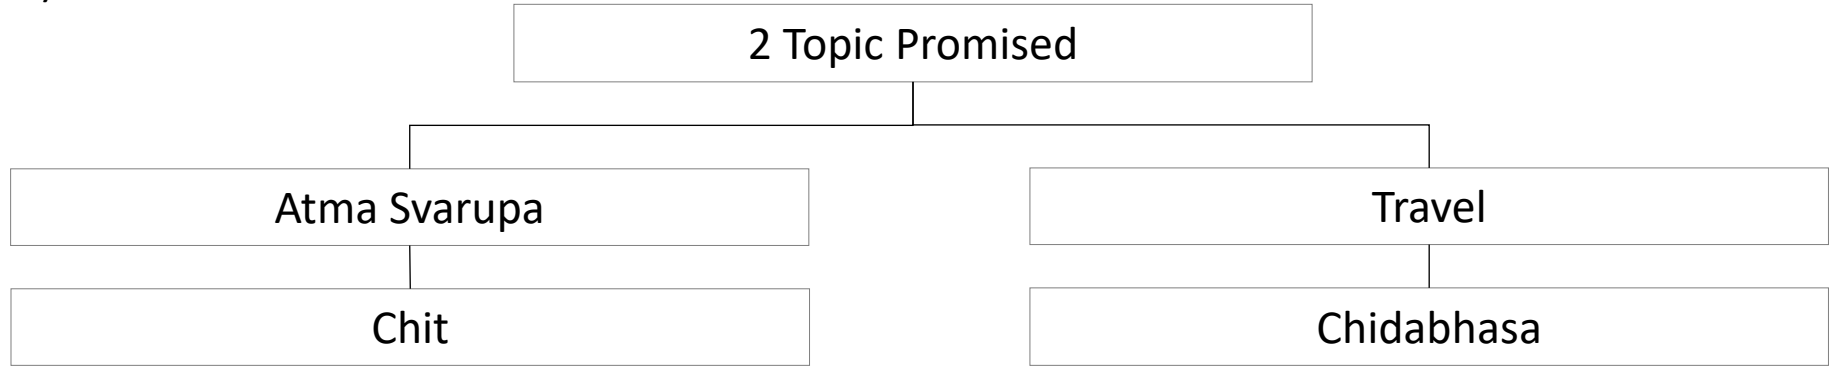 2 Topic Promised
Atma Svarupa
Travel
Chit
Chidabhasa